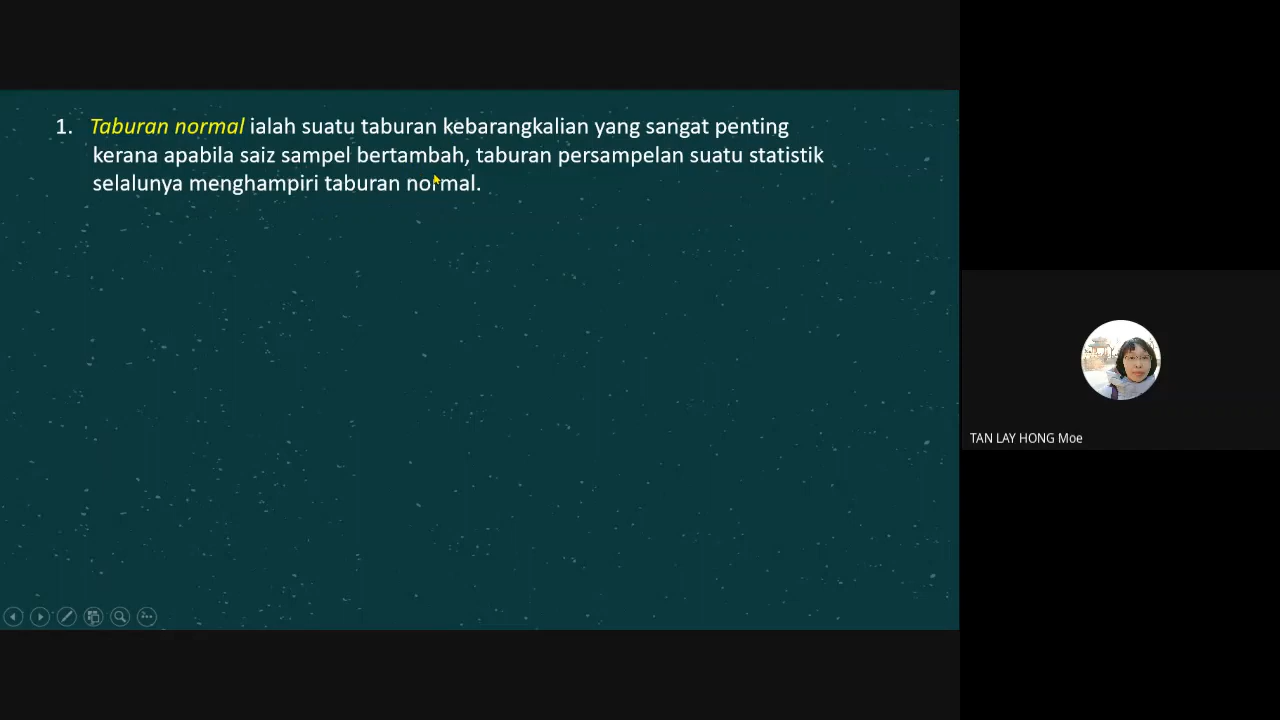 1. Taburan normal ialah suatu taburan kebarangkalian yang sangat penting
kerana apabila saiz sampel bertambah, taburan persampelan suatu statistik
selalunya menghampiri taburan normal.
TAN LAY HONG Moe